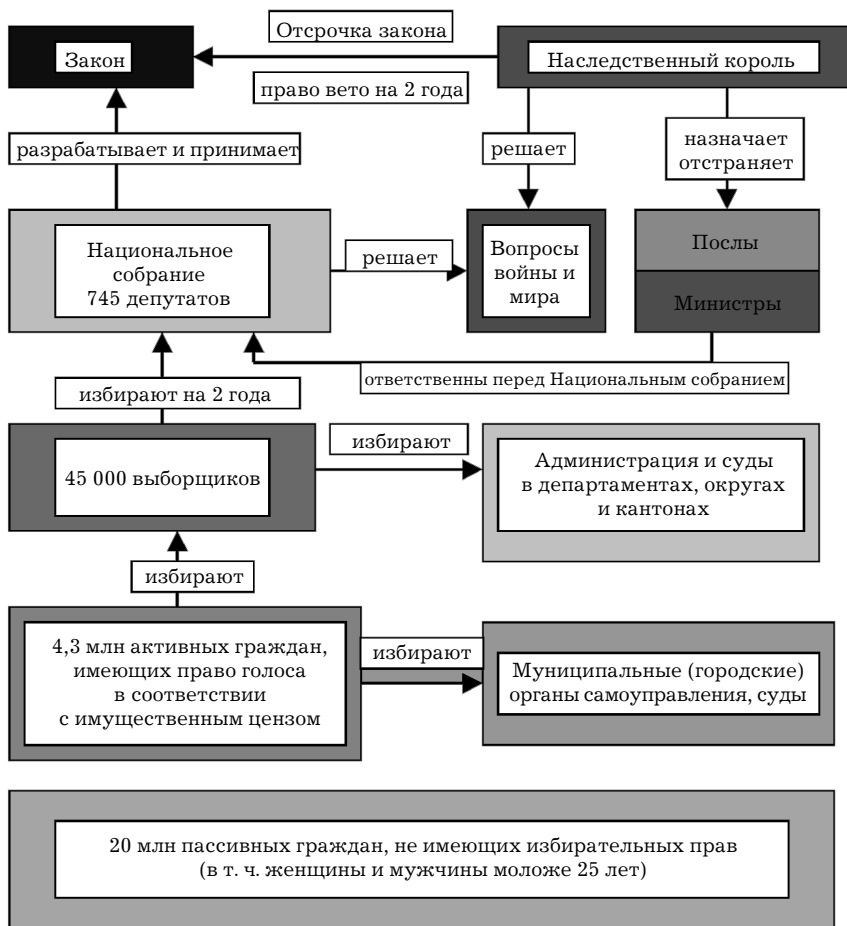 Отсрочка закона
Закон
Наследственный король
право вето на 2 года
разрабатывает и принимает
решает
назначает
отстраняет
Национальное
собрание
745 депутатов
решает
Вопросы
войны и
мира
Послы
Министры
ответственны перед Национальным собранием
избирают на 2 года
45 000 выборщиков
избирают
Администрация и суды
в департаментах, округах
и кантонах
избирают
4,3 млн активных граждан,
имеющих право голоса
в соответствии
с имущественным цензом
избирают
Муниципальные (городские)
органы самоуправления, суды
20 млн пассивных граждан, не имеющих избирательных прав
(в т. ч. женщины и мужчины моложе 25 лет)